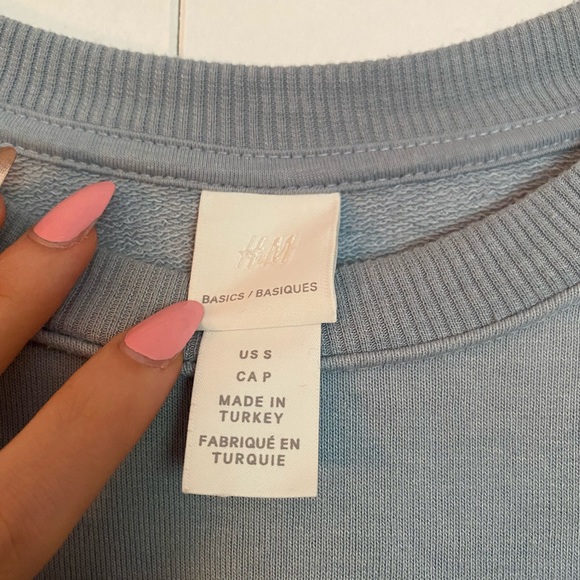 H&M
BASICS / BASIQUES
US S
CA P
MADE IN
TURKEY
FABRIQUÉ EN
TURQUIE